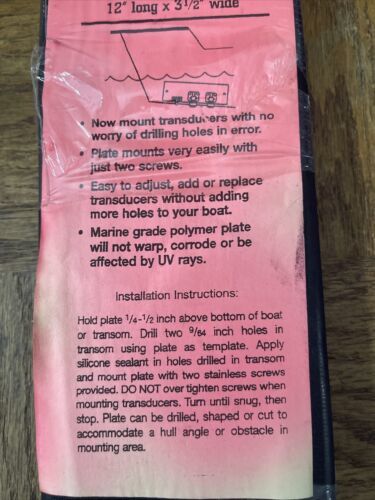 12" long x 3 1/2" wide
• Now mount transducers with no
worry of drilling holes in error.
• Plate mounts very easily with
just two screws.
• Easy to adjust, add or replace
transducers without adding
more holes to your boat.
• Marine grade polymer plate
will not warp, corrode or be
affected by UV rays.
Installation Instructions:
Hold plate 1/4-1/2 inch above bottom of boat
or transom. Drill two 9/64 inch holes in
transom using plate as template. Apply
silicone sealant in holes drilled in transom
and mount plate with two stainless screws
provided. DO NOT over tighten screws when
mounting transducers. Turn until snug, then
stop. Plate can be drilled, shaped or cut to
accommodate a hull angle or obstacle in
mounting area.